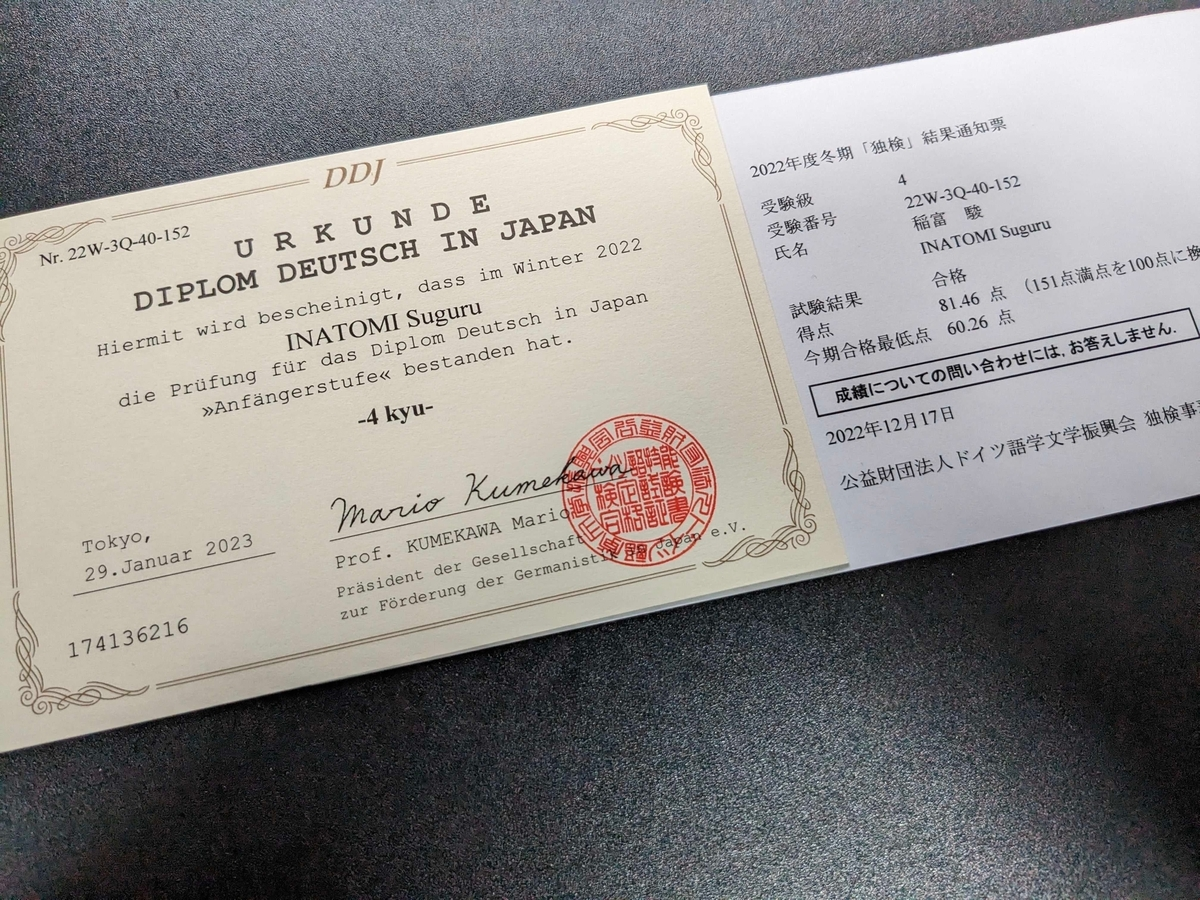 DDJ
Nr. 22W-3Q-40-152
URKUNDE
DIPLOM DEUTSCH IN JAPAN
Hiermit wird bescheinigt, dass im Winter 2022
INATOMI Suguru
die Prüfung für das Diplom Deutsch in Japan
»Anfängerstufe« bestanden hat.
-4 kyu-
Mario Kumekawa
Tokyo,
29.Januar 2023
Prof. KUMEKAWA Mario
Präsident der Gesellschaft
zur Förderung der Germanistik Japan e.V.
174136216
2022年度冬期「独検」結果通知票
受験級 4
受験番号 22W-3Q-40-152
氏名 稲富 駿
INATOMI Suguru
試験結果 合格
得点 81.46 点 (151点満点を100点に換
今期合格最低点 60.26 点
成績についての問い合わせには, お答えしません.
2022年12月17日
公益財団法人ドイツ語学文学振興会 独検事